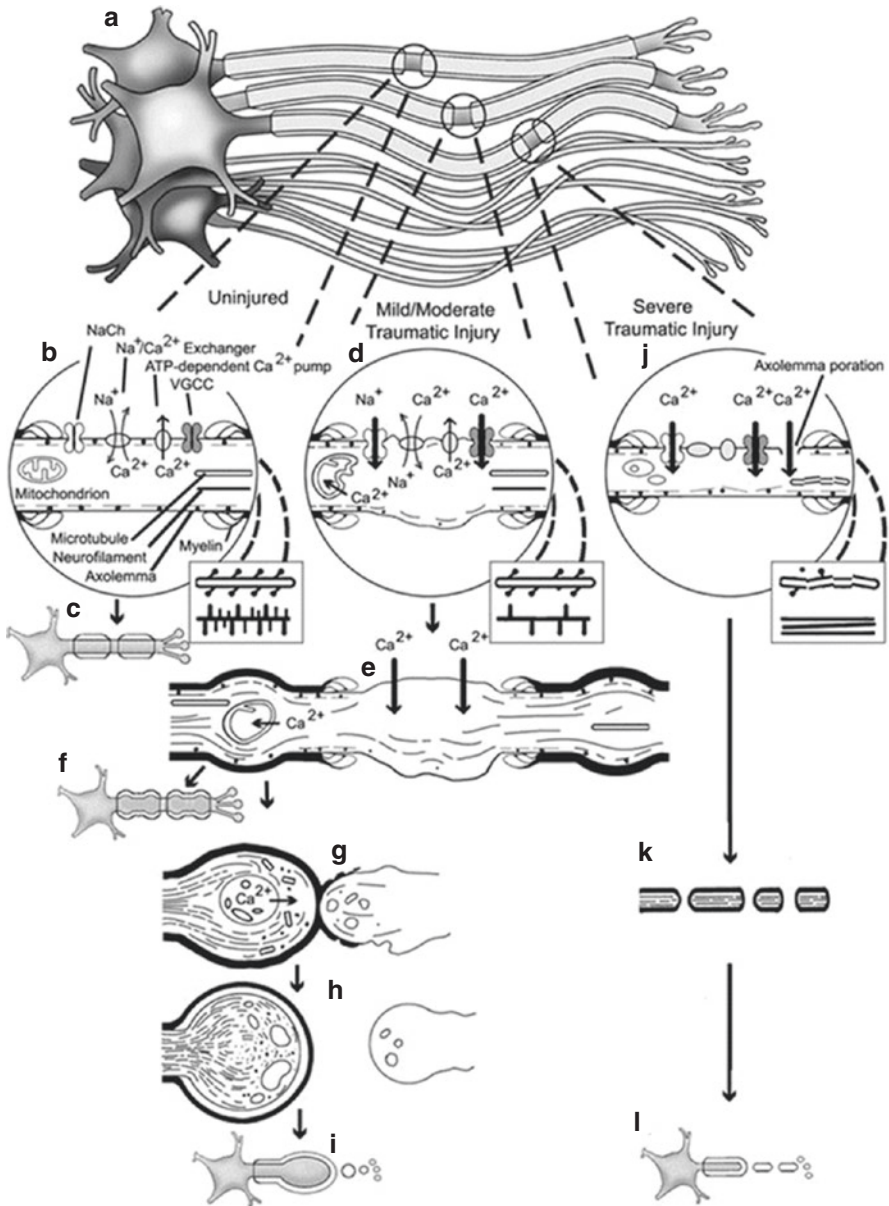 a
Uninjured
Mild/Moderate
Traumatic Injury
Severe
Traumatic Injury
b
NaCh
Na⁺/Ca²⁺ Exchanger
ATP-dependent Ca²⁺ pump
VGCC
Na⁺
Ca²⁺
Ca²⁺
Mitochondrion
Microtubule
Neurofilament
Axolemma
Myelin
d
Na⁺
Ca²⁺
Ca²⁺
Ca²⁺
Na⁺
Ca²⁺
j
Axolemma poration
Ca²⁺
Ca²⁺Ca²⁺
c
Ca²⁺
Ca²⁺
e
Ca²⁺
f
g
Ca²⁺
k
h
i
l